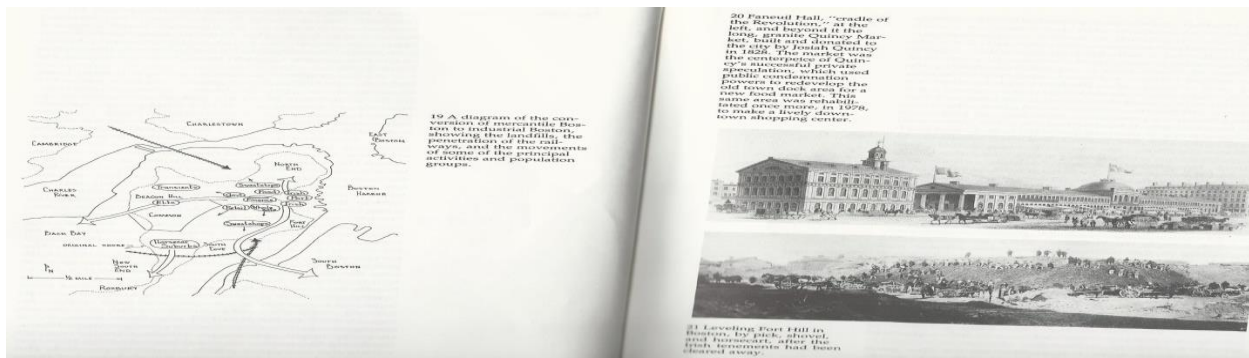 CHARLESTOWN
CAMBRIDGE
EAST
BOSTON
NORTH
END
CHARLES
RIVER
BEACON HILL
BOSTON
HARBOR
COMMON
FORT
HILL
BACK BAY
ORIGINAL SHORE
SOUTH
COVE
NEW
SOUTH
END
SOUTH
BOSTON
N
1/2 MILE
ROXBURY
19 A diagram of the con-
version of mercantile Bos-
ton to industrial Boston,
showing the landfills, the
penetration of the rail-
ways, and the movements
of some of the principal
activities and population
groups.
20 Faneuil Hall, "cradle of
the Revolution," at the
left, and beyond it the
long, granite Quincy Mar-
ket, built and donated to
the city by Josiah Quincy
in 1828. The market was
the centerpeice of Quin-
cy's successful private
speculation, which used
public condemnation
powers to redevelop the
old town dock area for a
new food market. This
same area was rehabili-
tated once more, in 1978,
to make a lively down-
town shopping center.
21 Leveling Fort Hill in
Boston, by pick, shovel,
and horsecart, after the
Irish tenements had been
cleared away.